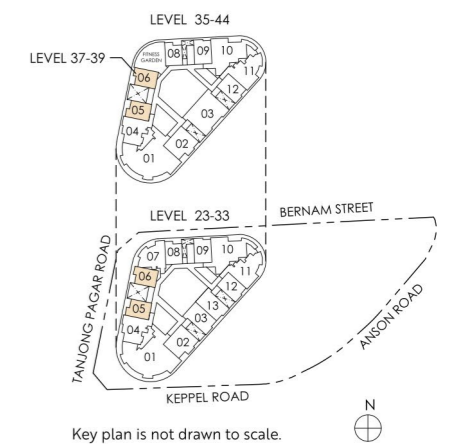 LEVEL 35-44
LEVEL 37-39
FITNESS
GARDEN
08
09
10
11
06
12
05
03
04
02
01
LEVEL 23-33
BERNAM STREET
TANJONG PAGAR ROAD
07
08
09
10
11
06
12
13
05
03
04
02
01
ANSON ROAD
KEPPEL ROAD
N
Key plan is not drawn to scale.